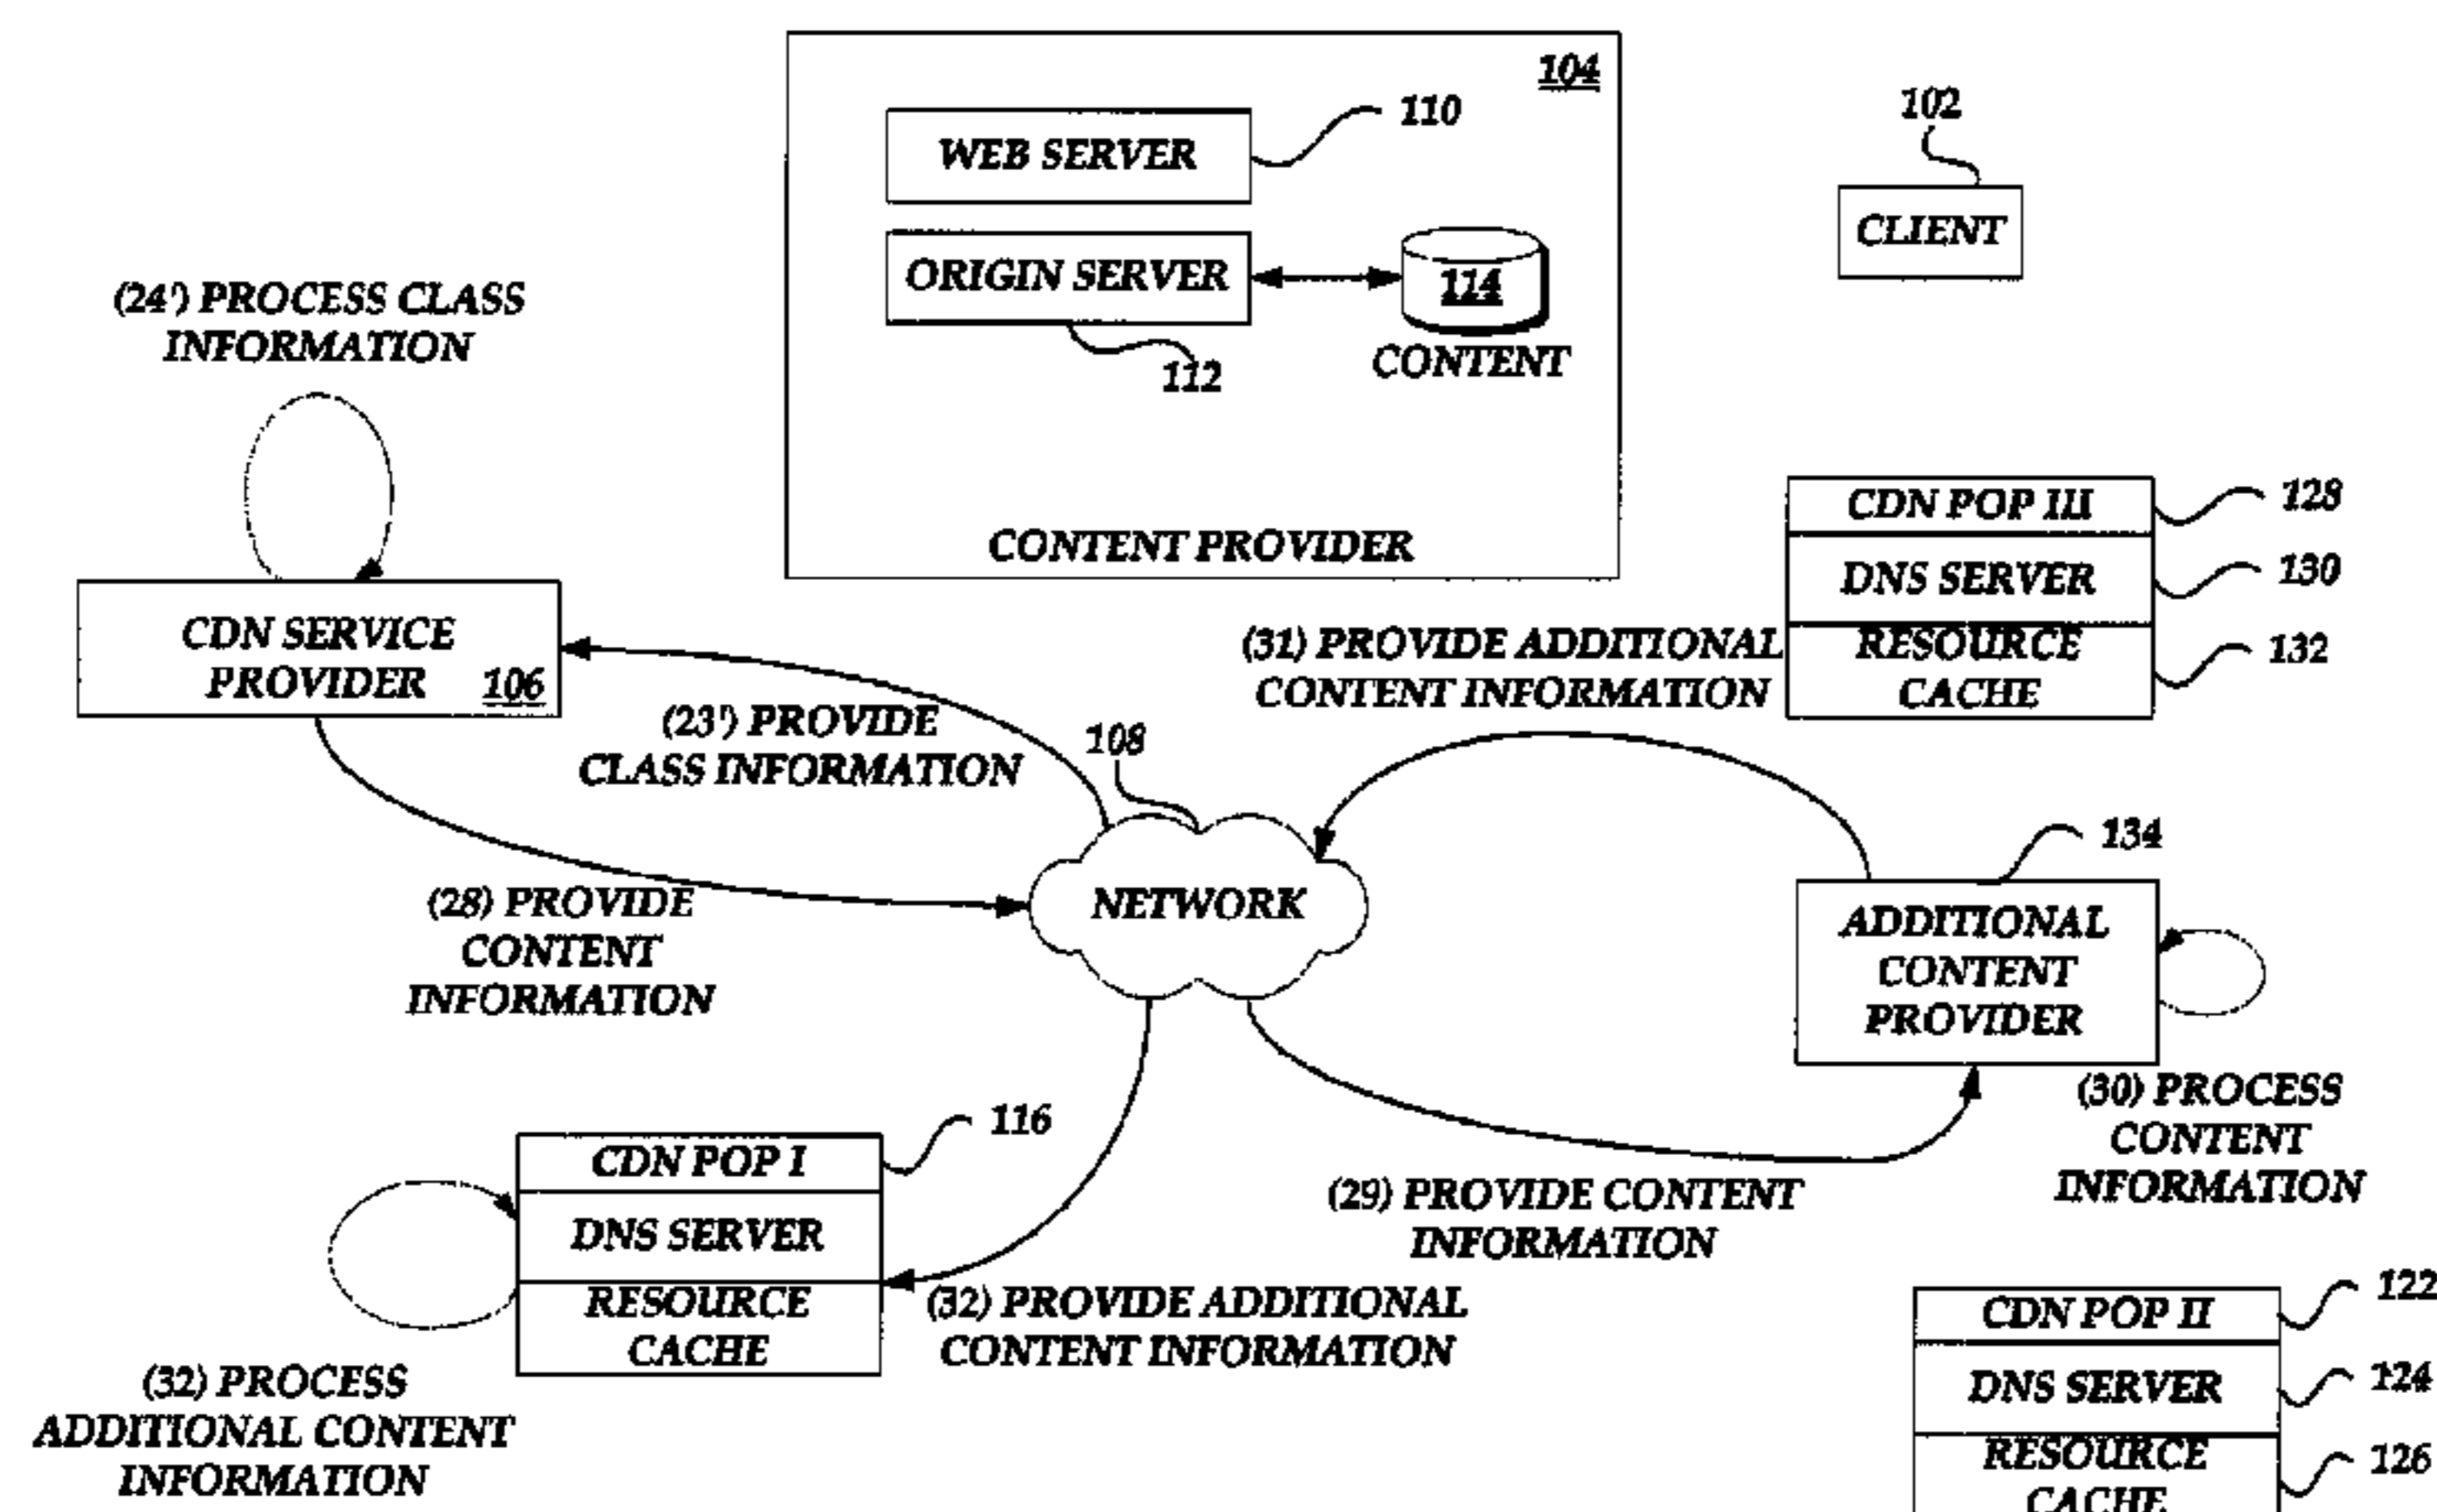 104
WEB SERVER
110
ORIGIN SERVER
114
CONTENT
112
CONTENT PROVIDER
102
CLIENT
(24') PROCESS CLASS
INFORMATION
CDN SERVICE
PROVIDER 106
(23') PROVIDE
CLASS INFORMATION
108
(31) PROVIDE ADDITIONAL
CONTENT INFORMATION
CDN POP III
128
DNS SERVER
130
RESOURCE
CACHE
132
(28) PROVIDE
CONTENT
INFORMATION
NETWORK
134
ADDITIONAL
CONTENT
PROVIDER
(30) PROCESS
CONTENT
INFORMATION
116
CDN POP I
DNS SERVER
RESOURCE
CACHE
(32) PROCESS
ADDITIONAL CONTENT
INFORMATION
(32) PROVIDE ADDITIONAL
CONTENT INFORMATION
(29) PROVIDE CONTENT
INFORMATION
CDN POP II
122
DNS SERVER
124
RESOURCE
CACHE
126